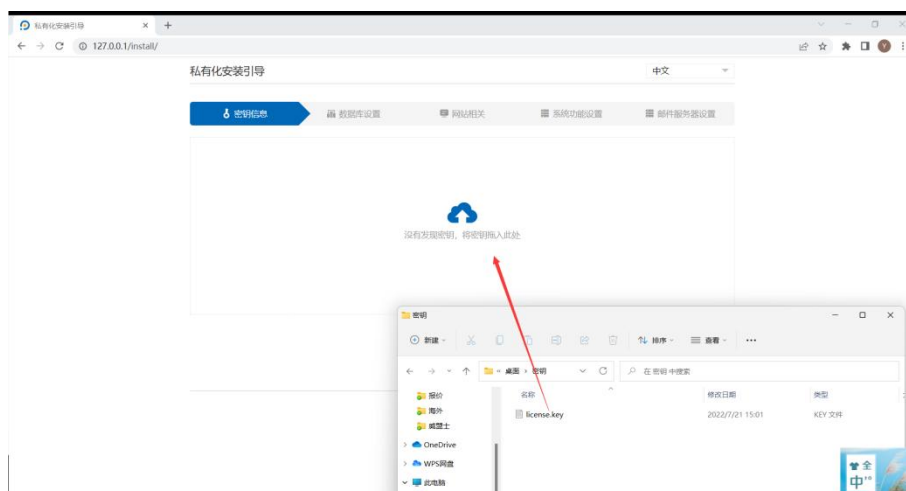 私有化安装引导
127.0.0.1/install/
私有化安装引导
中文
密钥信息
数据库设置
网站相关
系统功能设置
邮件服务器设置
没有发现密钥，将密钥拖入此处
密钥
新建
排序
查看
桌面
密钥
在 密钥 中搜索
名称
修改日期
类型
报价
海外
威盟士
license.key
2022/7/21 15:01
KEY 文件
OneDrive
WPS网盘
此电脑
全
中